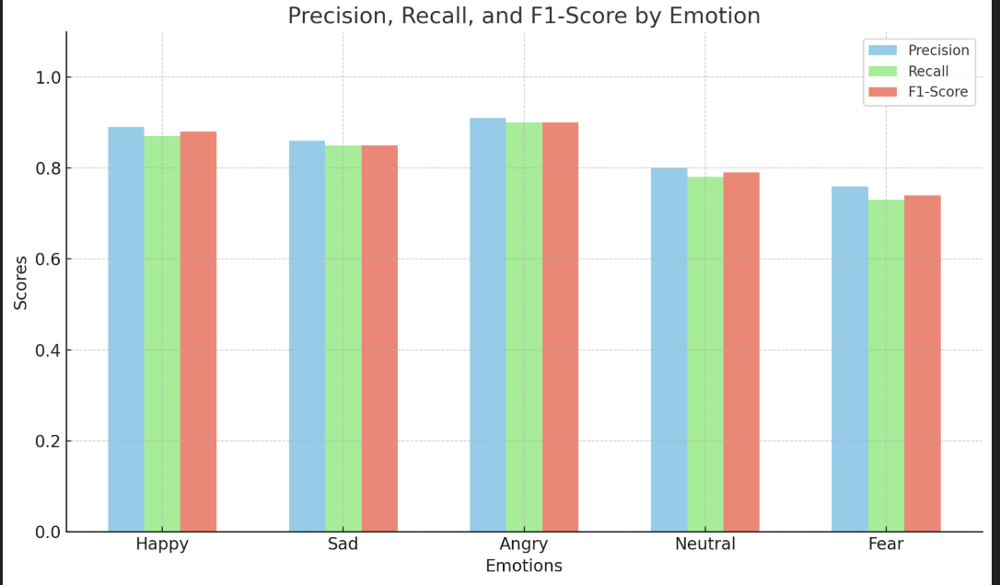 Precision, Recall, and F1-Score by Emotion
Precision
Recall
F1-Score
1.0
0.8
0.6
0.4
0.2
0.0
Scores
Happy Sad Angry Neutral Fear
Emotions